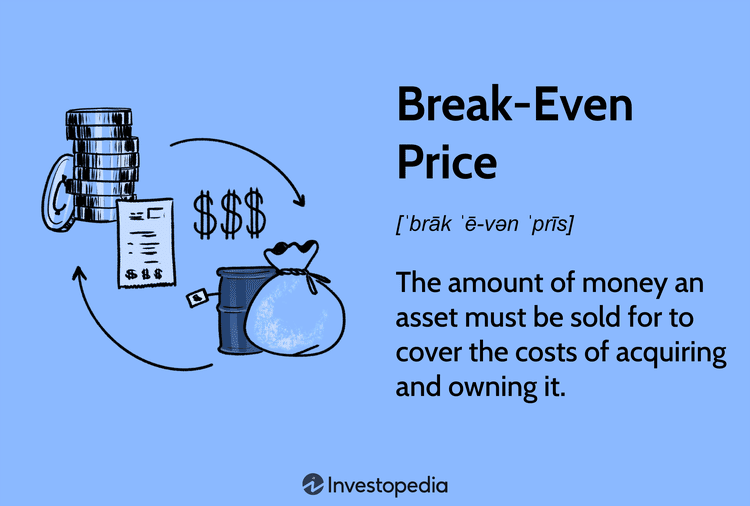 Break-Even
Price
$$$
[ˈbrāk ˈē-vən ˈprīs]
$ $ $
The amount of money an
asset must be sold for to
cover the costs of acquiring
and owning it.
Investopedia